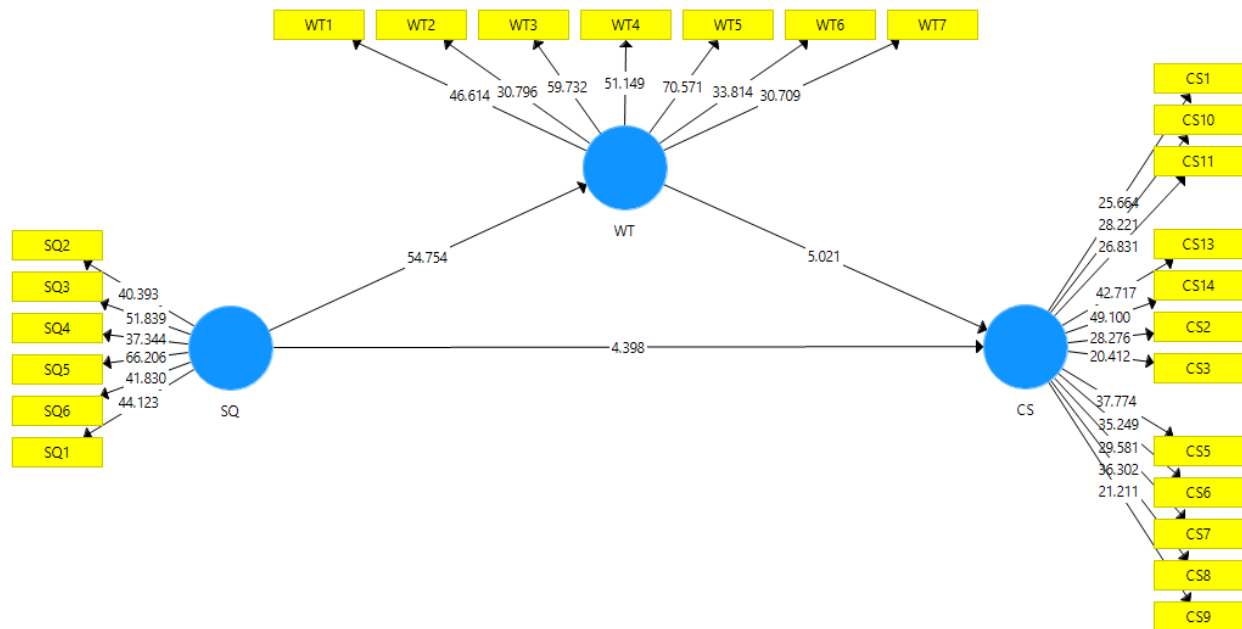 WT1 WT2 WT3 WT4 WT5 WT6 WT7
46.614 30.796 59.732 51.149 70.571 33.814 30.709
WT
SQ2
SQ3
SQ4
SQ5
SQ6
SQ1
40.393
51.839
37.344
66.206
41.830
44.123
SQ
54.754
5.021
4.398
CS
25.664
28.221
26.831
42.717
49.100
28.276
20.412
37.774
35.249
29.581
36.302
21.211
CS1
CS10
CS11
CS13
CS14
CS2
CS3
CS5
CS6
CS7
CS8
CS9